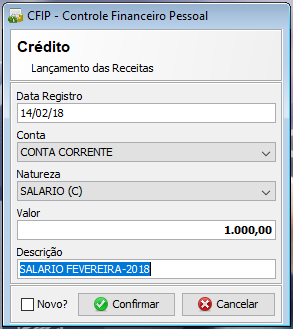 CFIP - Controle Financeiro Pessoal
Crédito
Lançamento das Receitas
Data Registro
14/02/18
Conta
CONTA CORRENTE
Natureza
SALARIO (C)
Valor
1.000,00
Descrição
SALARIO FEVEREIRA-2018
Novo? Confirmar Cancelar